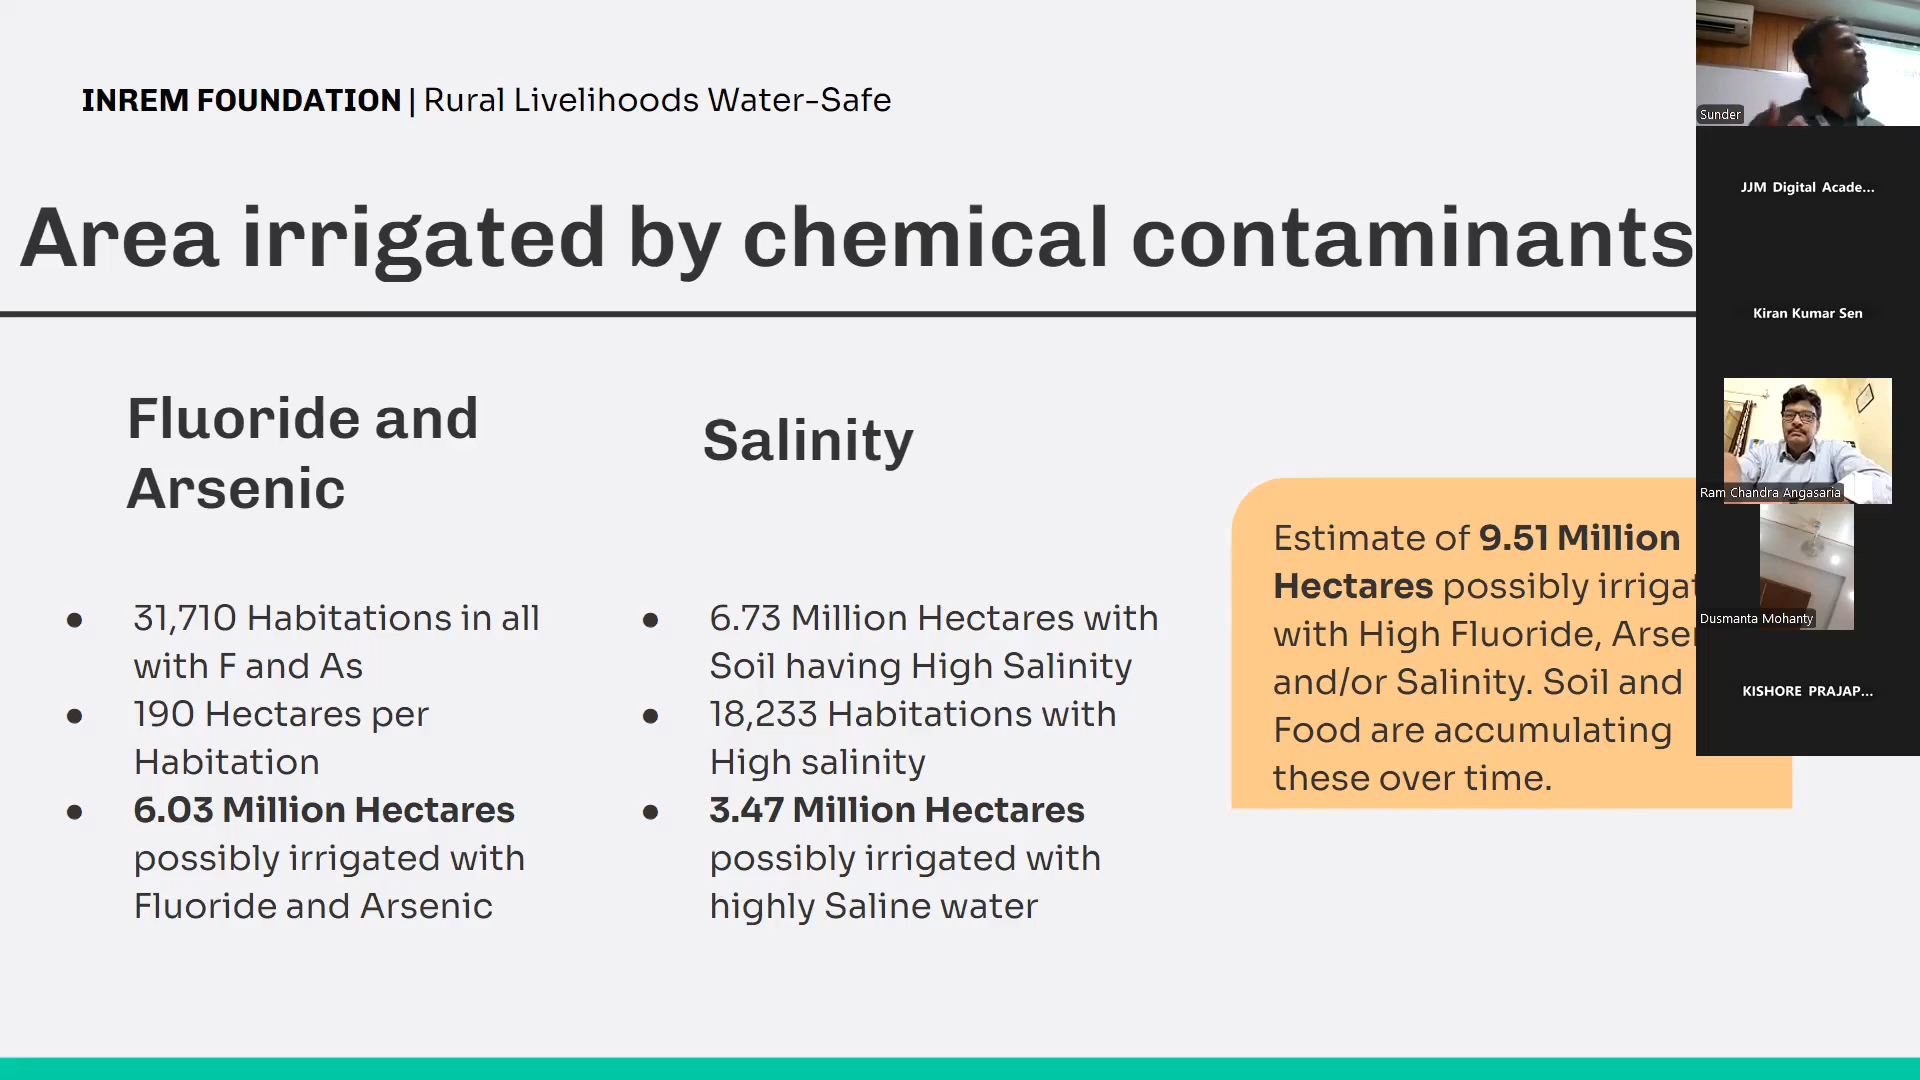 INREM FOUNDATION | Rural Livelihoods Water-Safe
Area irrigated by chemical contaminants
Fluoride and
Arsenic
● 31,710 Habitations in all
with F and As
● 190 Hectares per
Habitation
● 6.03 Million Hectares
possibly irrigated with
Fluoride and Arsenic
Salinity
● 6.73 Million Hectares with
Soil having High Salinity
● 18,233 Habitations with
High salinity
● 3.47 Million Hectares
possibly irrigated with
highly Saline water
Estimate of 9.51 Million
Hectares possibly
with High Fluoride,
and/or Salinity. Soil and
Food are accumulating
these over time.
Sunder
JJM Digital Acade...
Kiran Kumar Sen
Ram Chandra Angasaria
Dusmanta Mohanty
KISHORE PRAJAP...